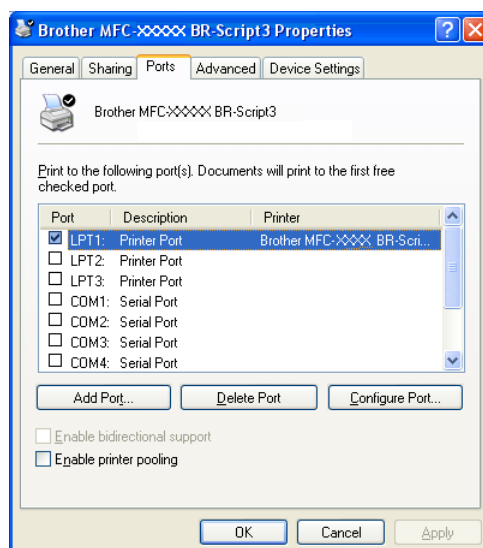 Brother MFC-XXXXX BR-Script3 Properties
General Sharing Ports Advanced Device Settings
Brother MFC-XXXX BR-Script3
Print to the following port(s). Documents will print to the first free
checked port.
Port Description Printer
LPT1: Printer Port Brother MFC-XXXX BR-Scri...
LPT2: Printer Port
LPT3: Printer Port
COM1: Serial Port
COM2: Serial Port
COM3: Serial Port
COM4: Serial Port
Add Port... Delete Port Configure Port...
Enable bidirectional support
Enable printer pooling
OK Cancel Apply